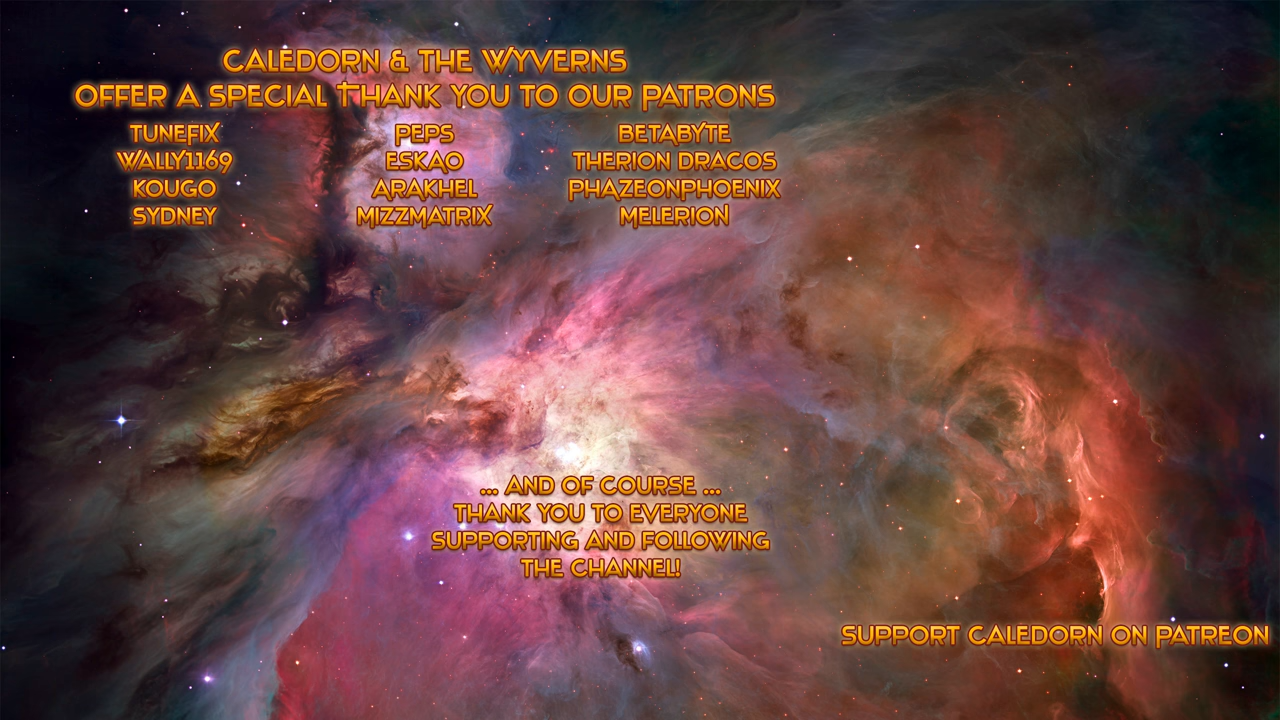 CALEDORN & THE WYVERNS
OFFER A SPECIAL THANK YOU TO OUR PATRONS
TUNEFIX PEPS BETABYTE
WALLY1169 ESKAO THERION DRACOS
KOUGO ARAKHEL PHAZEONPHOENIX
SYDNEY MIZZMATRIX MELERION
... AND OF COURSE ...
THANK YOU TO EVERYONE
SUPPORTING AND FOLLOWING
THE CHANNEL!
SUPPORT CALEDORN ON PATREON